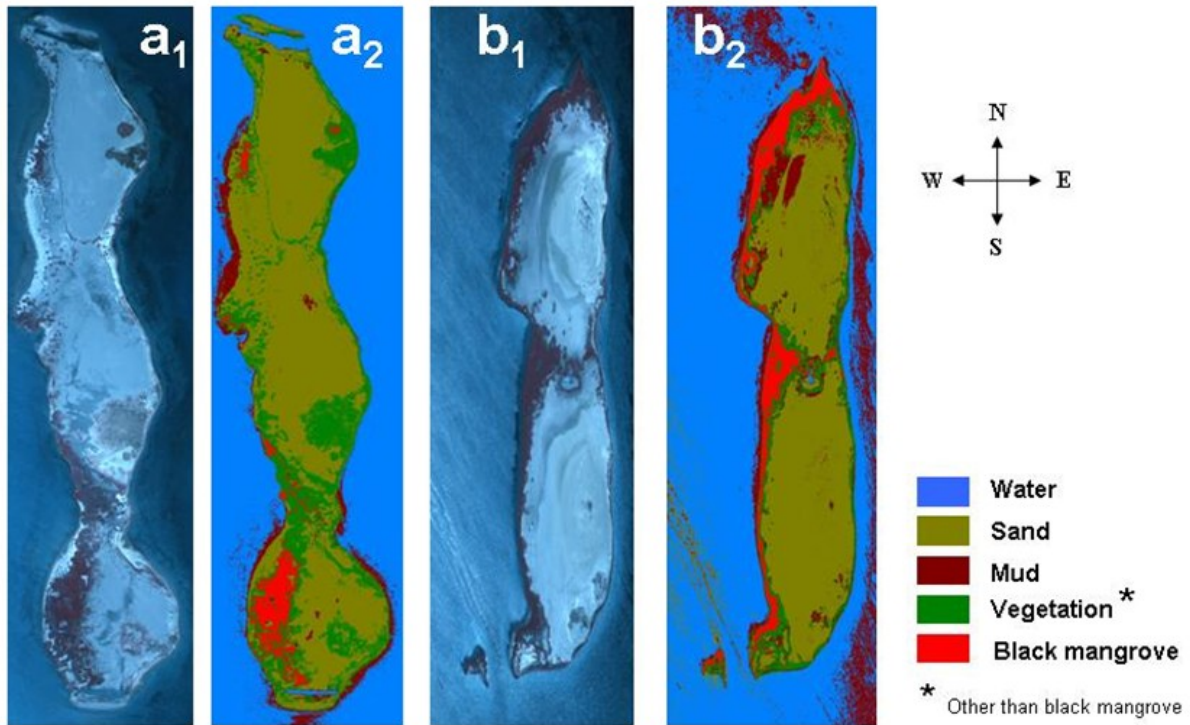 a1
a2
b1
b2
N
W E
S
Water
Sand
Mud
Vegetation *
Black mangrove
* Other than black mangrove